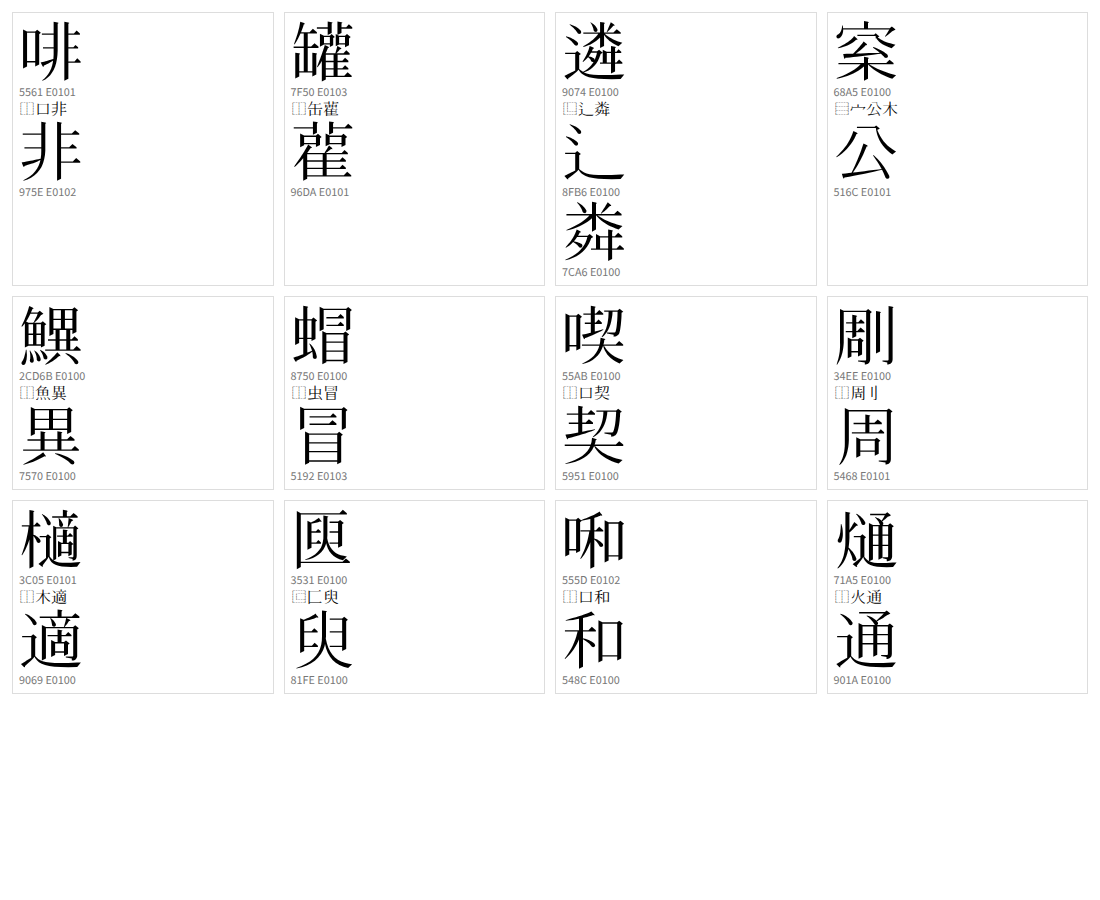 啡
5561 E0101
⿰口非
非
975E E0102
罐
7F50 E0103
⿰缶雚
雚
96DA E0101
遴
9074 E0100
⿺辶粦
辶
8FB6 E0100
粦
7CA6 E0100
梥
68A5 E0100
⿳宀公木
公
516C E0101
𬵫
2CD6B E0100
⿰魚異
異
7570 E0100
蝐
8750 E0100
⿰虫冒
冒
5192 E0103
喫
55AB E0100
⿰口契
契
5951 E0100
㓮
34EE E0100
⿰周刂
周
5468 E0101
㰅
3C05 E0101
⿰木適
適
9069 E0100
㔱
3531 E0100
⿷匚臾
臾
81FE E0100
啝
555D E0102
⿰口和
和
548C E0100
熥
71A5 E0100
⿰火通
通
901A E0100